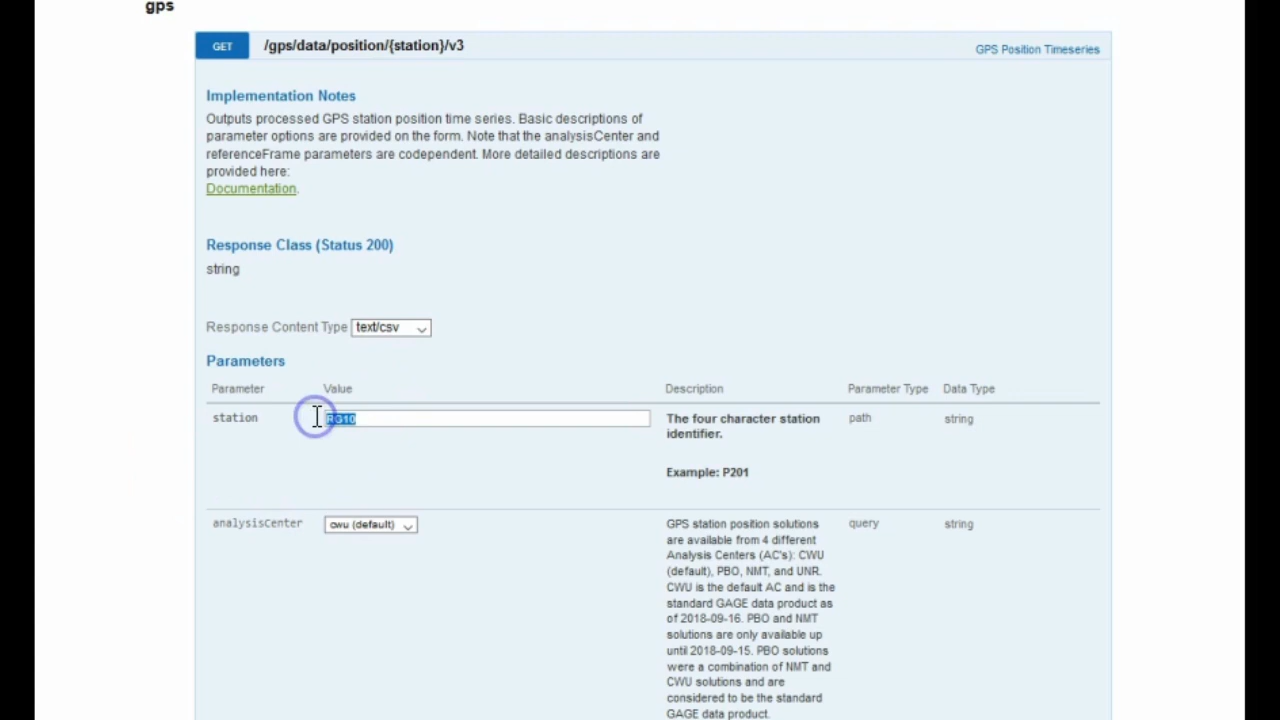 gps
GET /gps/data/position/{station}/v3 GPS Position Timeseries
Implementation Notes
Outputs processed GPS station position time series. Basic descriptions of
parameter options are provided on the form. Note that the analysisCenter and
referenceFrame parameters are codependent. More detailed descriptions are
provided here:
Documentation.
Response Class (Status 200)
string
Response Content Type text/csv
Parameters
Parameter Value Description Parameter Type Data Type
station RG10 The four character station path string
identifier.
Example: P201
analysisCenter cwu (default) GPS station position solutions query string
are available from 4 different
Analysis Centers (AC's): CWU
(default), PBO, NMT, and UNR.
CWU is the default AC and is the
standard GAGE data product as
of 2018-09-16. PBO and NMT
solutions are only available up
until 2018-09-15. PBO solutions
were a combination of NMT and
CWU solutions and are
considered to be the standard
GAGE data product.